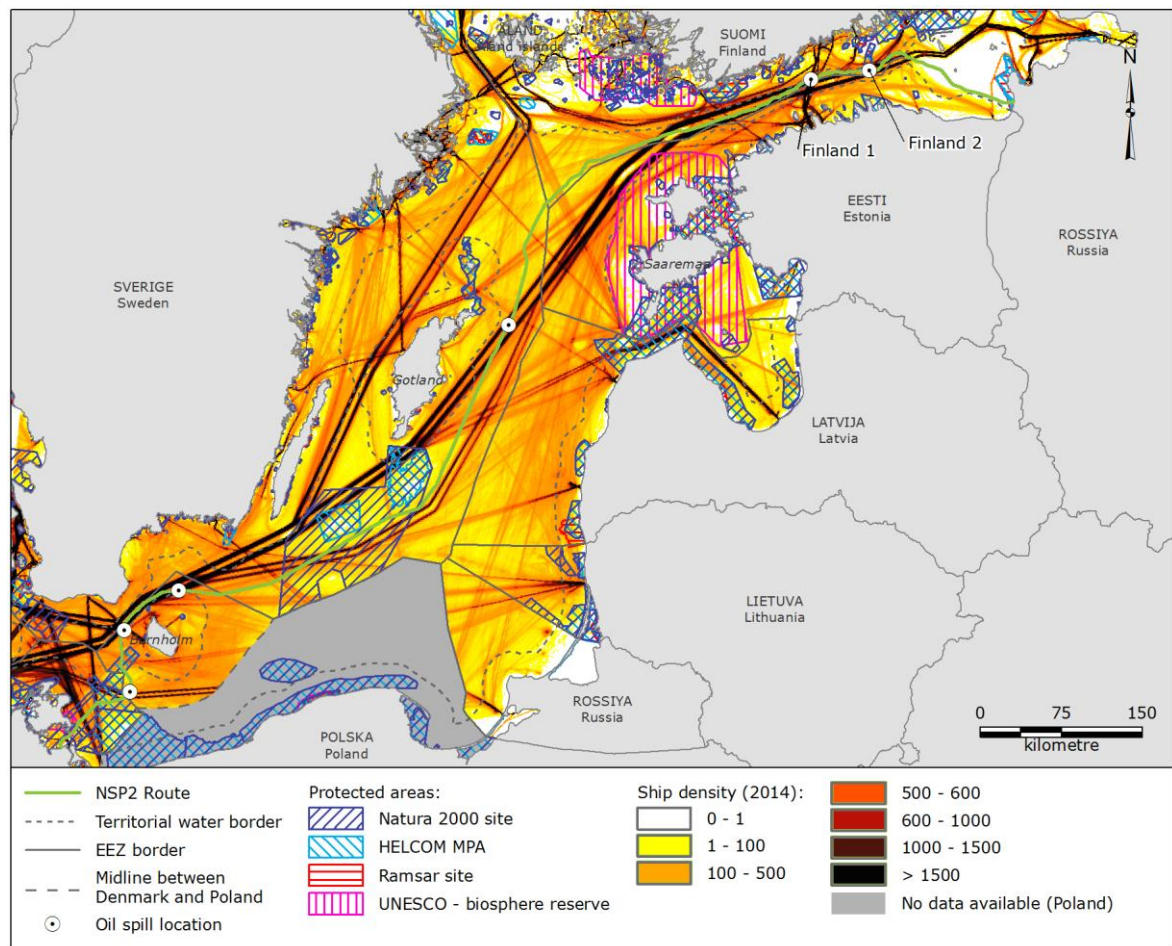 ÅLAND
Åland islands
SUOMI
Finland
N
Finland 1
Finland 2
EESTI
Estonia
ROSSIYA
Russia
SVERIGE
Sweden
Saaremaa
Gotland
LATVIJA
Latvia
LIETUVA
Lithuania
Bornholm
ROSSIYA
Russia
POLSKA
Poland
0 75 150
kilometre
NSP2 Route
Territorial water border
EEZ border
Midline between
Denmark and Poland
Oil spill location
Protected areas:
Natura 2000 site
HELCOM MPA
Ramsar site
UNESCO - biosphere reserve
Ship density (2014):
0 - 1
1 - 100
100 - 500
500 - 600
600 - 1000
1000 - 1500
> 1500
No data available (Poland)